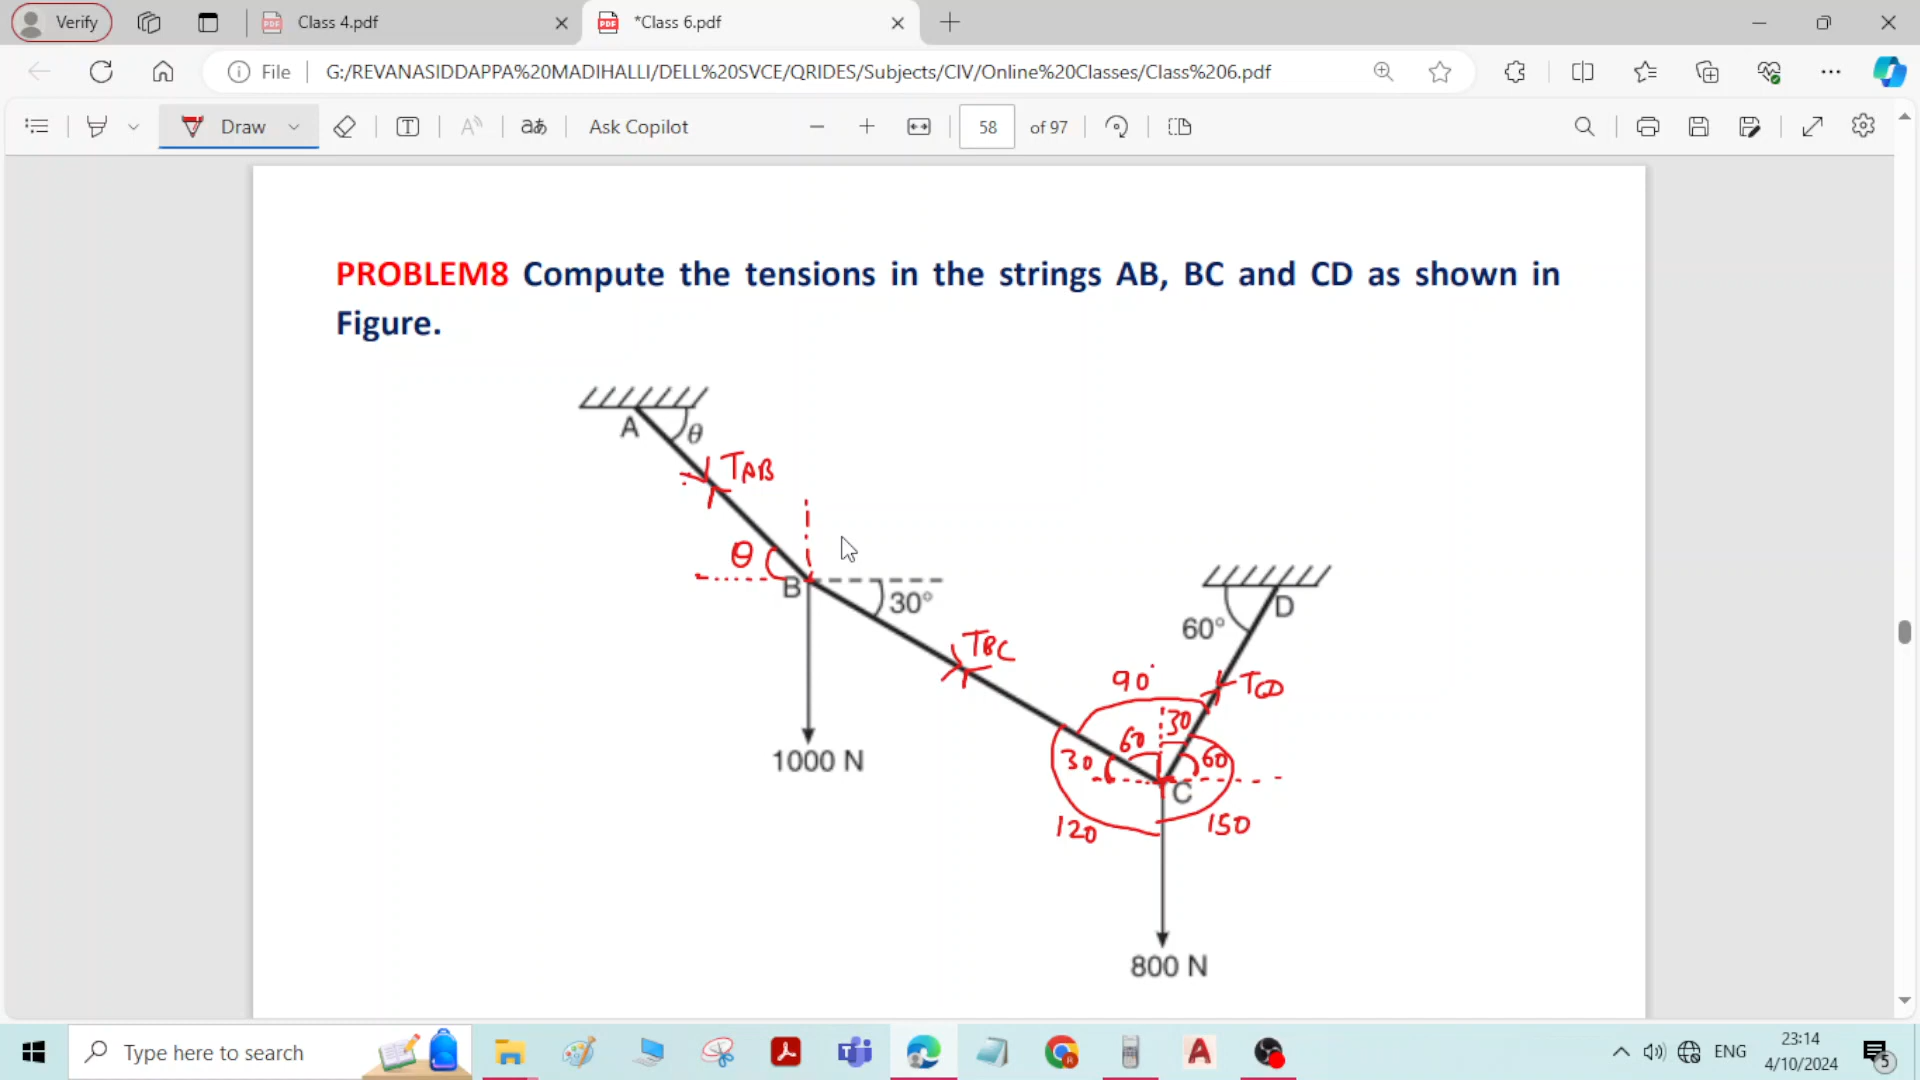 Verify
Class 4.pdf
*Class 6.pdf
File
G:/REVANASIDDAPPA%20MADIHALLI/DELL%20SVCE/QRIDES/Subjects/CIV/Online%20Classes/Class%206.pdf
Draw
Ask Copilot
58
of 97
PROBLEM8 Compute the tensions in the strings AB, BC and CD as shown in
Figure.
A
θ
TAB
θ
B
30°
D
60°
TBC
TCD
90°
30
60
30
60
C
120
150
1000 N
800 N
Type here to search
ENG
23:14
4/10/2024
5